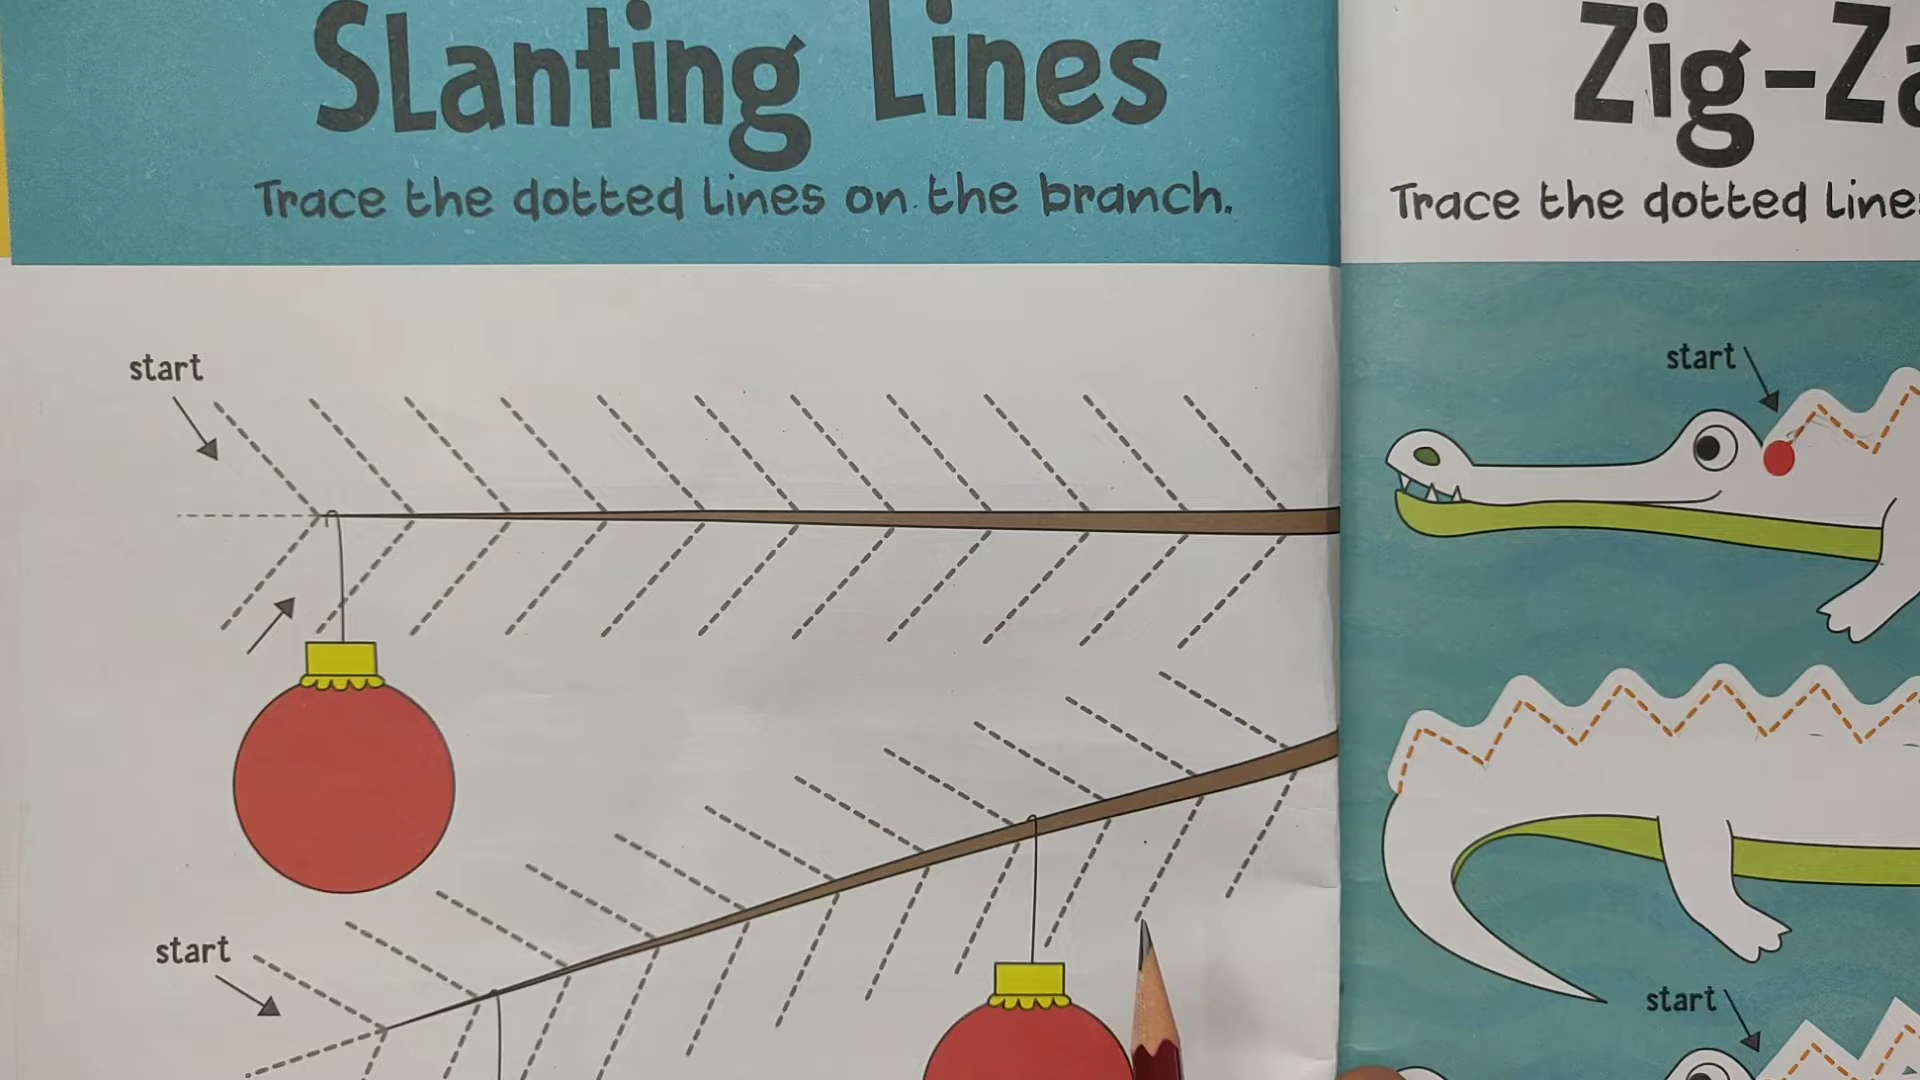 Slanting Lines
Trace the dotted lines on the branch.
start
start
Zig-Za
Trace the dotted line
start
start